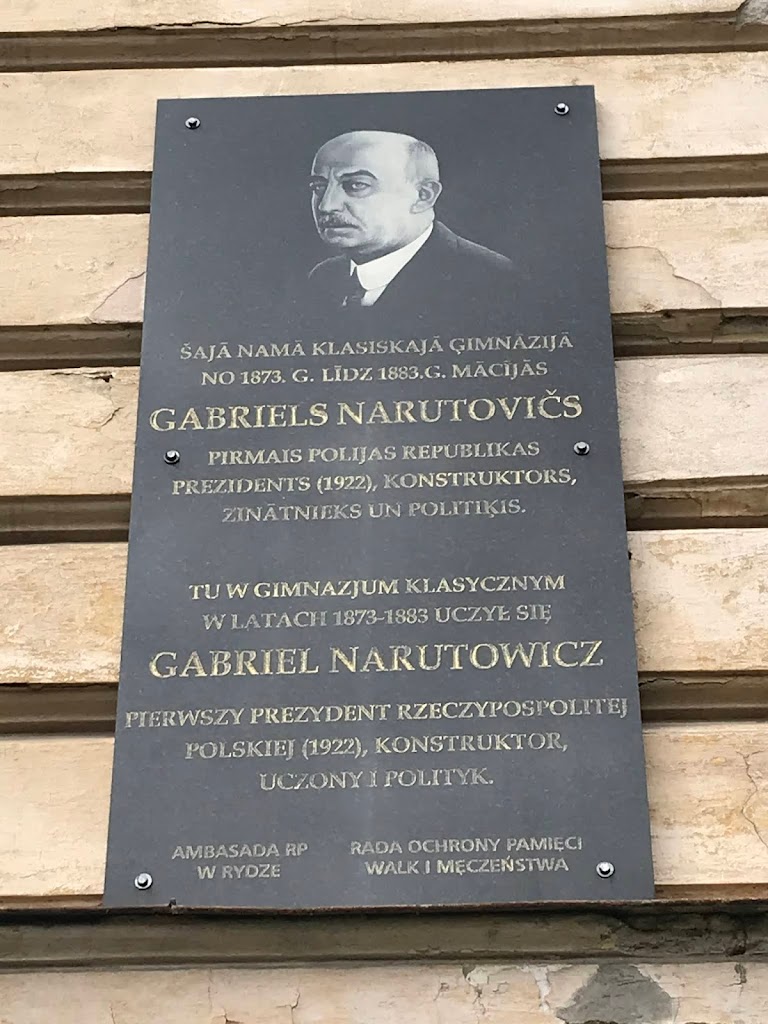 ŠAJĀ NAMĀ KLASISKAJĀ ĢIMNĀZIJĀ
NO 1873. G. LĪDZ 1883.G. MĀCĪJĀS
GABRIELS NARUTOVIČS
PIRMAIS POLIJAS REPUBLIKAS
PREZIDENTS (1922), KONSTRUKTORS,
ZINĀTNIEKS UN POLITIĶIS.
TU W GIMNAZJUM KLASYCZNYM
W LATACH 1873-1883 UCZYŁ SIĘ
GABRIEL NARUTOWICZ
PIERWSZY PREZYDENT RZECZYPOSPOLITEJ
POLSKIEJ (1922), KONSTRUKTOR,
UCZONY I POLITYK.
AMBASADA RP
W RYDZE
RADA OCHRONY PAMIĘCI
WALK I MĘCZEŃSTWA